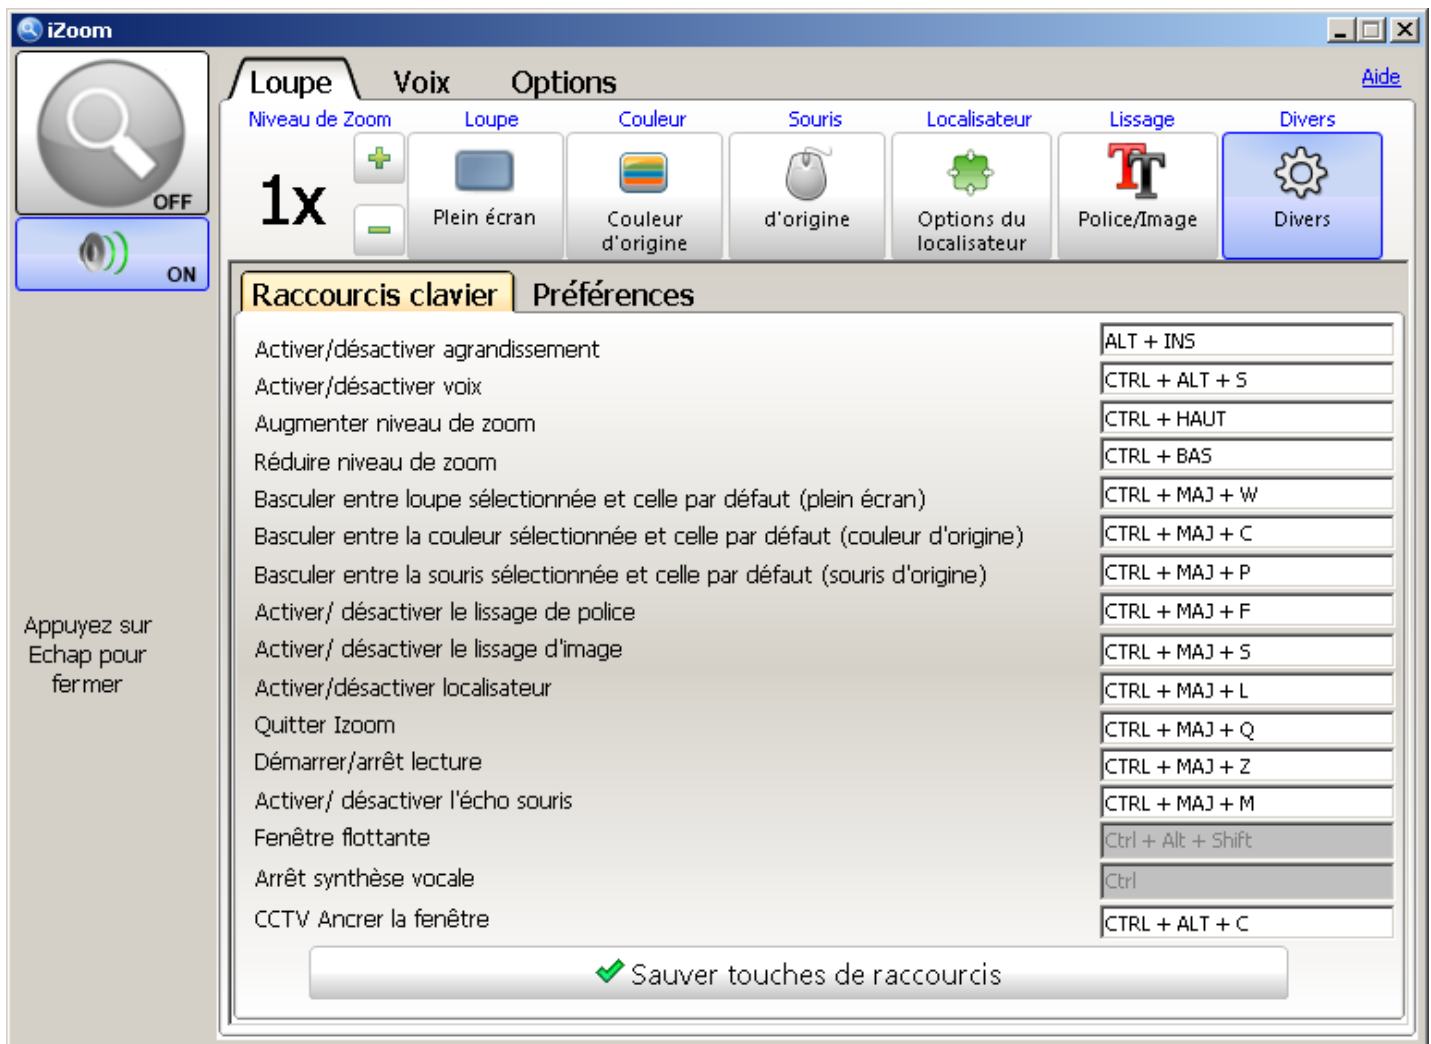 iZoom
OFF
ON
Appuyez sur
Echap pour
fermer
Loupe Voix Options Aide
Niveau de Zoom Loupe Couleur Souris Localisateur Lissage Divers
1x
Plein écran
Couleur
d'origine
d'origine
Options du
localisateur
Police/Image
Divers
Raccourcis clavier Préférences
Activer/désactiver agrandissement ALT + INS
Activer/désactiver voix CTRL + ALT + S
Augmenter niveau de zoom CTRL + HAUT
Réduire niveau de zoom CTRL + BAS
Basculer entre loupe sélectionnée et celle par défaut (plein écran) CTRL + MAJ + W
Basculer entre la couleur sélectionnée et celle par défaut (couleur d'origine) CTRL + MAJ + C
Basculer entre la souris sélectionnée et celle par défaut (souris d'origine) CTRL + MAJ + P
Activer/ désactiver le lissage de police CTRL + MAJ + F
Activer/ désactiver le lissage d'image CTRL + MAJ + S
Activer/désactiver localisateur CTRL + MAJ + L
Quitter Izoom CTRL + MAJ + Q
Démarrer/arrêt lecture CTRL + MAJ + Z
Activer/ désactiver l'écho souris CTRL + MAJ + M
Fenêtre flottante Ctrl + Alt + Shift
Arrêt synthèse vocale Ctrl
CCTV Ancrer la fenêtre CTRL + ALT + C
Sauver touches de raccourcis